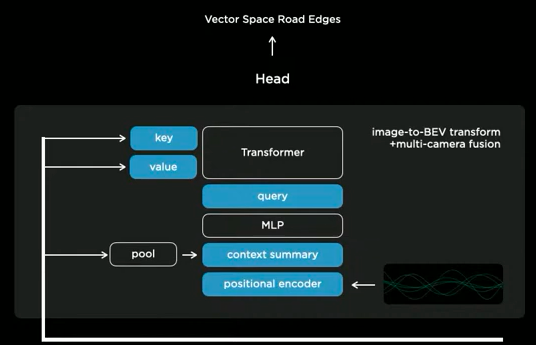 Vector Space Road Edges
Head
image-to-BEV transform
+multi-camera fusion
key
Transformer
value
query
MLP
pool
context summary
positional encoder